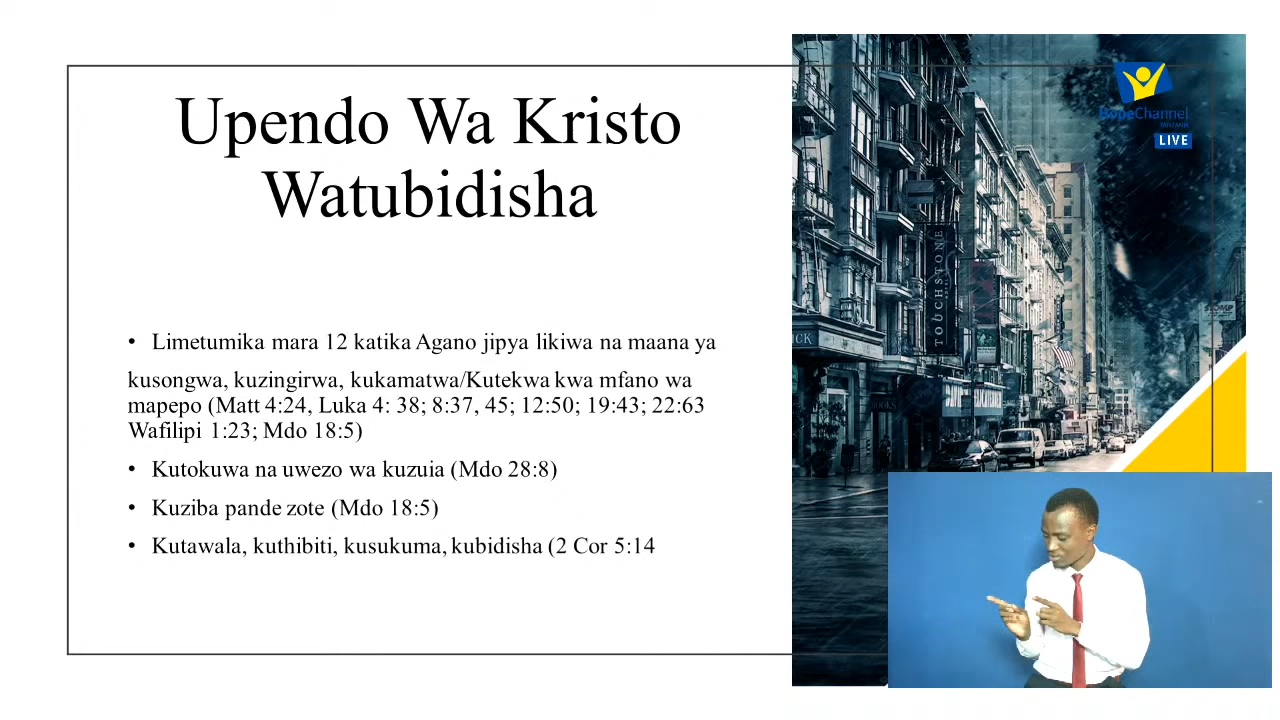 Upendo Wa Kristo
Watubidisha
• Limetumika mara 12 katika Agano jipya likiwa na maana ya
kusongwa, kuzingirwa, kukamatwa/Kutekwa kwa mfano wa
mapepo (Matt 4:24, Luka 4: 38; 8:37, 45; 12:50; 19:43; 22:63
Wafilipi 1:23; Mdo 18:5)
• Kutokuwa na uwezo wa kuzuia (Mdo 28:8)
• Kuziba pande zote (Mdo 18:5)
• Kutawala, kuthibiti, kusukuma, kubidisha (2 Cor 5:14
HopeChannel
TANZANIA
LIVE
TOUCHSTONE
STOMP